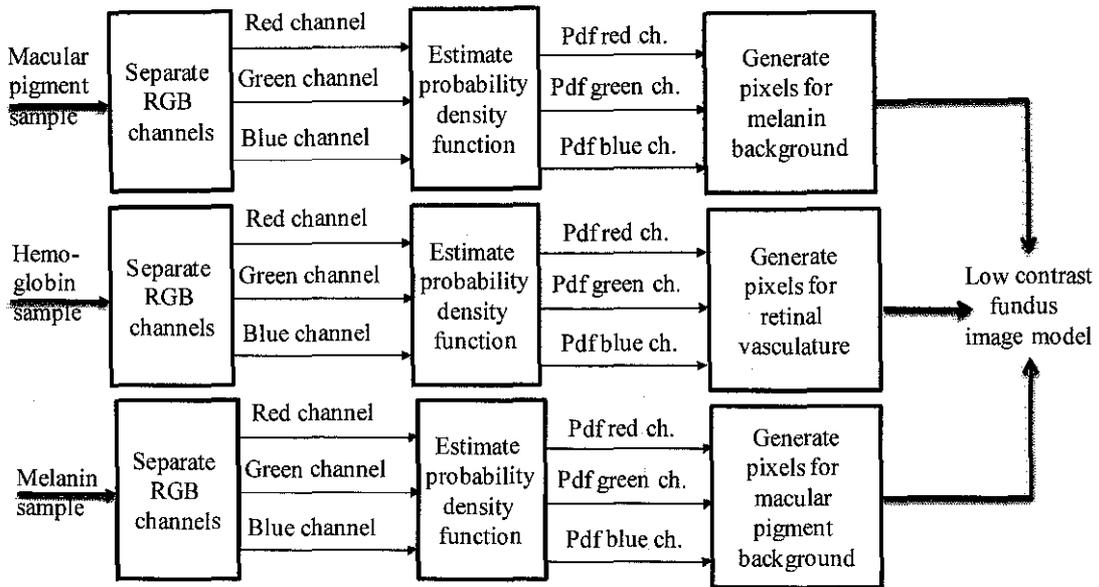 Macular
pigment
sample
Separate
RGB
channels
Red channel
Green channel
Blue channel
Estimate
probability
density
function
Pdf red ch.
Pdf green ch.
Pdf blue ch.
Generate
pixels for
melanin
background
Hemo-
globin
sample
Separate
RGB
channels
Red channel
Green channel
Blue channel
Estimate
probability
density
function
Pdf red ch.
Pdf green ch.
Pdf blue ch.
Generate
pixels for
retinal
vasculature
Low contrast
fundus
image model
Melanin
sample
Separate
RGB
channels
Red channel
Green channel
Blue channel
Estimate
probability
density
function
Pdf red ch.
Pdf green ch.
Pdf blue ch.
Generate
pixels for
macular
pigment
background